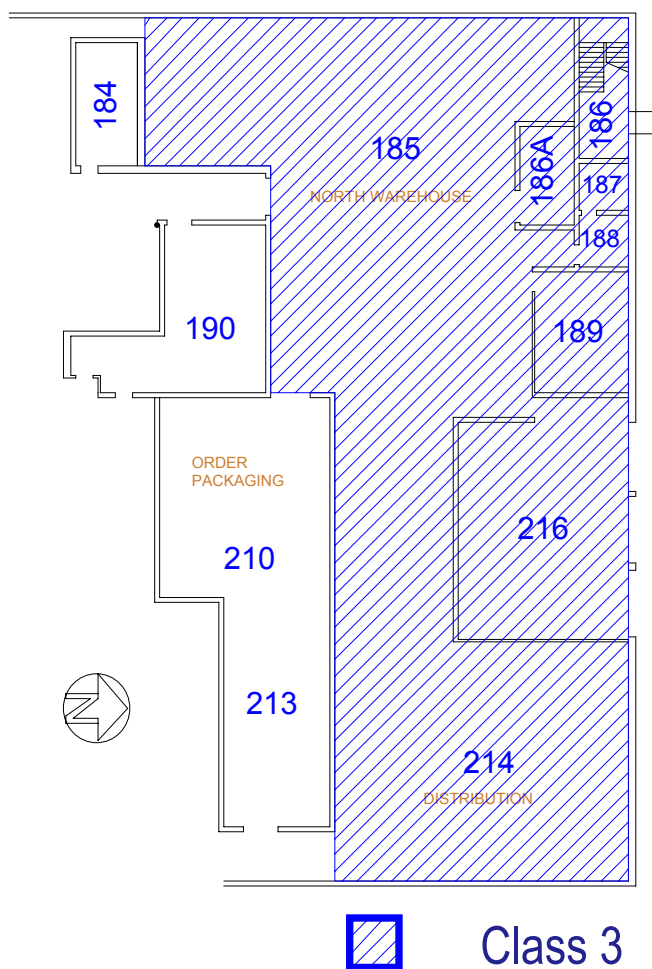 184
185
186
186A
187
NORTH WAREHOUSE
188
190
189
ORDER
PACKAGING
216
210
N
213
214
DISTRIBUTION
Class 3